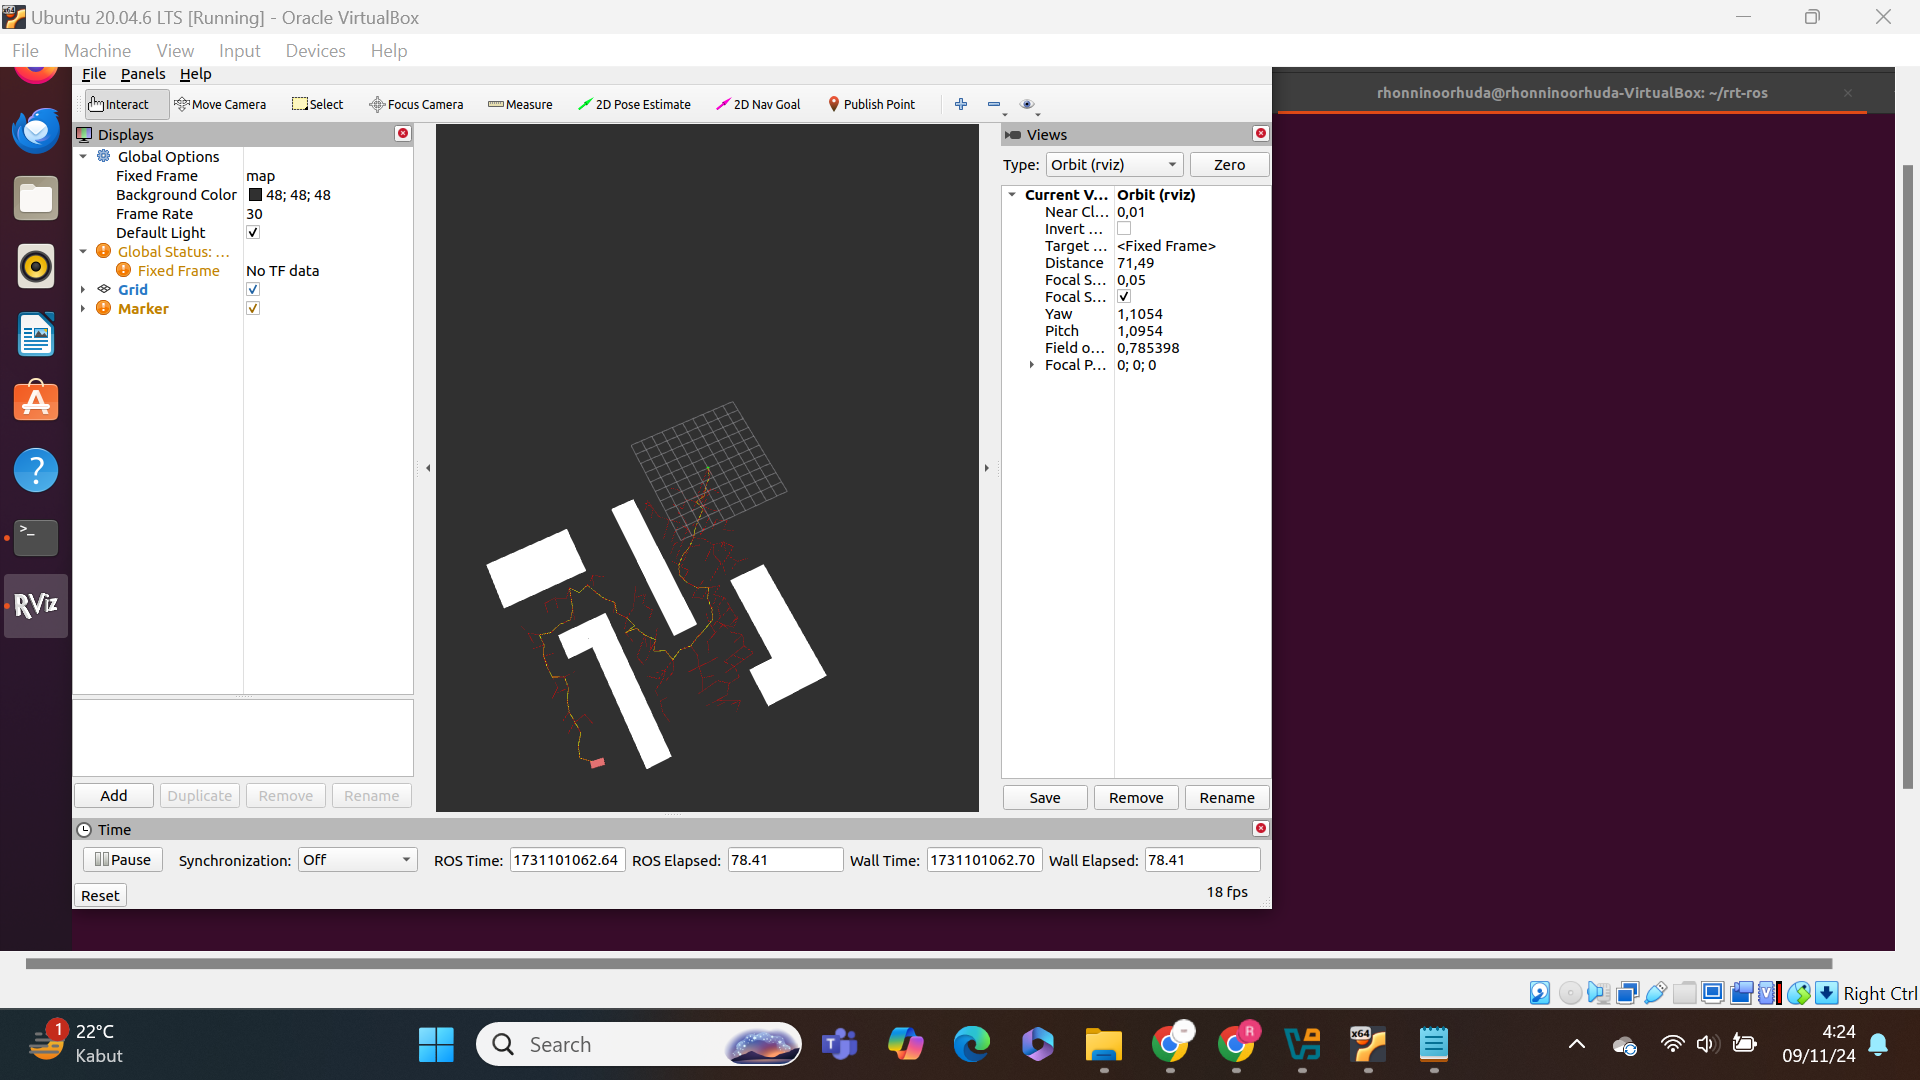 Ubuntu 20.04.6 LTS [Running] - Oracle VirtualBox
File Machine View Input Devices Help
File Panels Help
Interact Move Camera Select Focus Camera Measure 2D Pose Estimate 2D Nav Goal Publish Point
rhonninoorhuda@rhonninoorhuda-VirtualBox: ~/rrt-ros
Displays
Global Options
Fixed Frame map
Background Color 48; 48; 48
Frame Rate 30
Default Light
Global Status: ...
Fixed Frame No TF data
Grid
Marker
Add Duplicate Remove Rename
Views
Type: Orbit (rviz) Zero
Current V... Orbit (rviz)
Near Cl... 0,01
Invert ...
Target ... <Fixed Frame>
Distance 71,49
Focal S... 0,05
Focal S...
Yaw 1,1054
Pitch 1,0954
Field o... 0,785398
Focal P... 0; 0; 0
Save Remove Rename
RViz
Time
Pause Synchronization: Off ROS Time: 1731101062.64 ROS Elapsed: 78.41 Wall Time: 1731101062.70 Wall Elapsed: 78.41
Reset 18 fps
Right Ctrl
1 22°C
Kabut
Search
R
x64
4:24
09/11/24